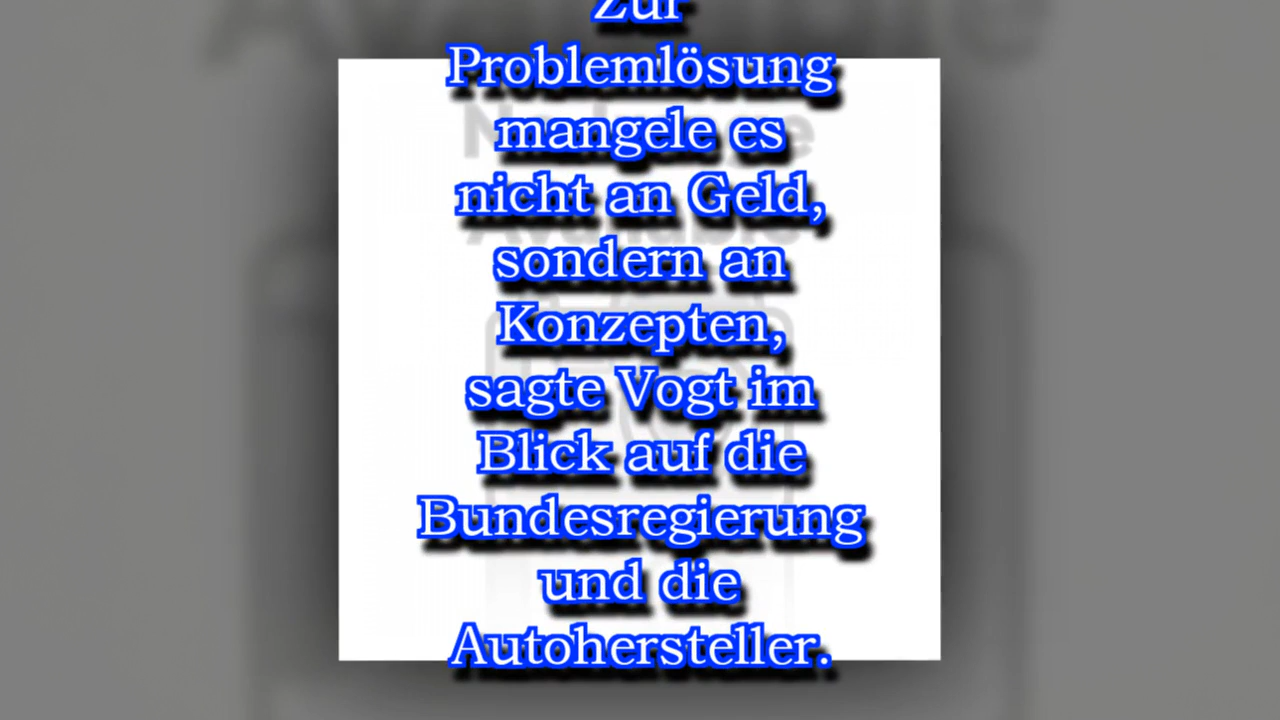 Zur
Problemlösung
mangele es
nicht an Geld,
sondern an
Konzepten,
sagte Vogt im
Blick auf die
Bundesregierung
und die
Autohersteller.